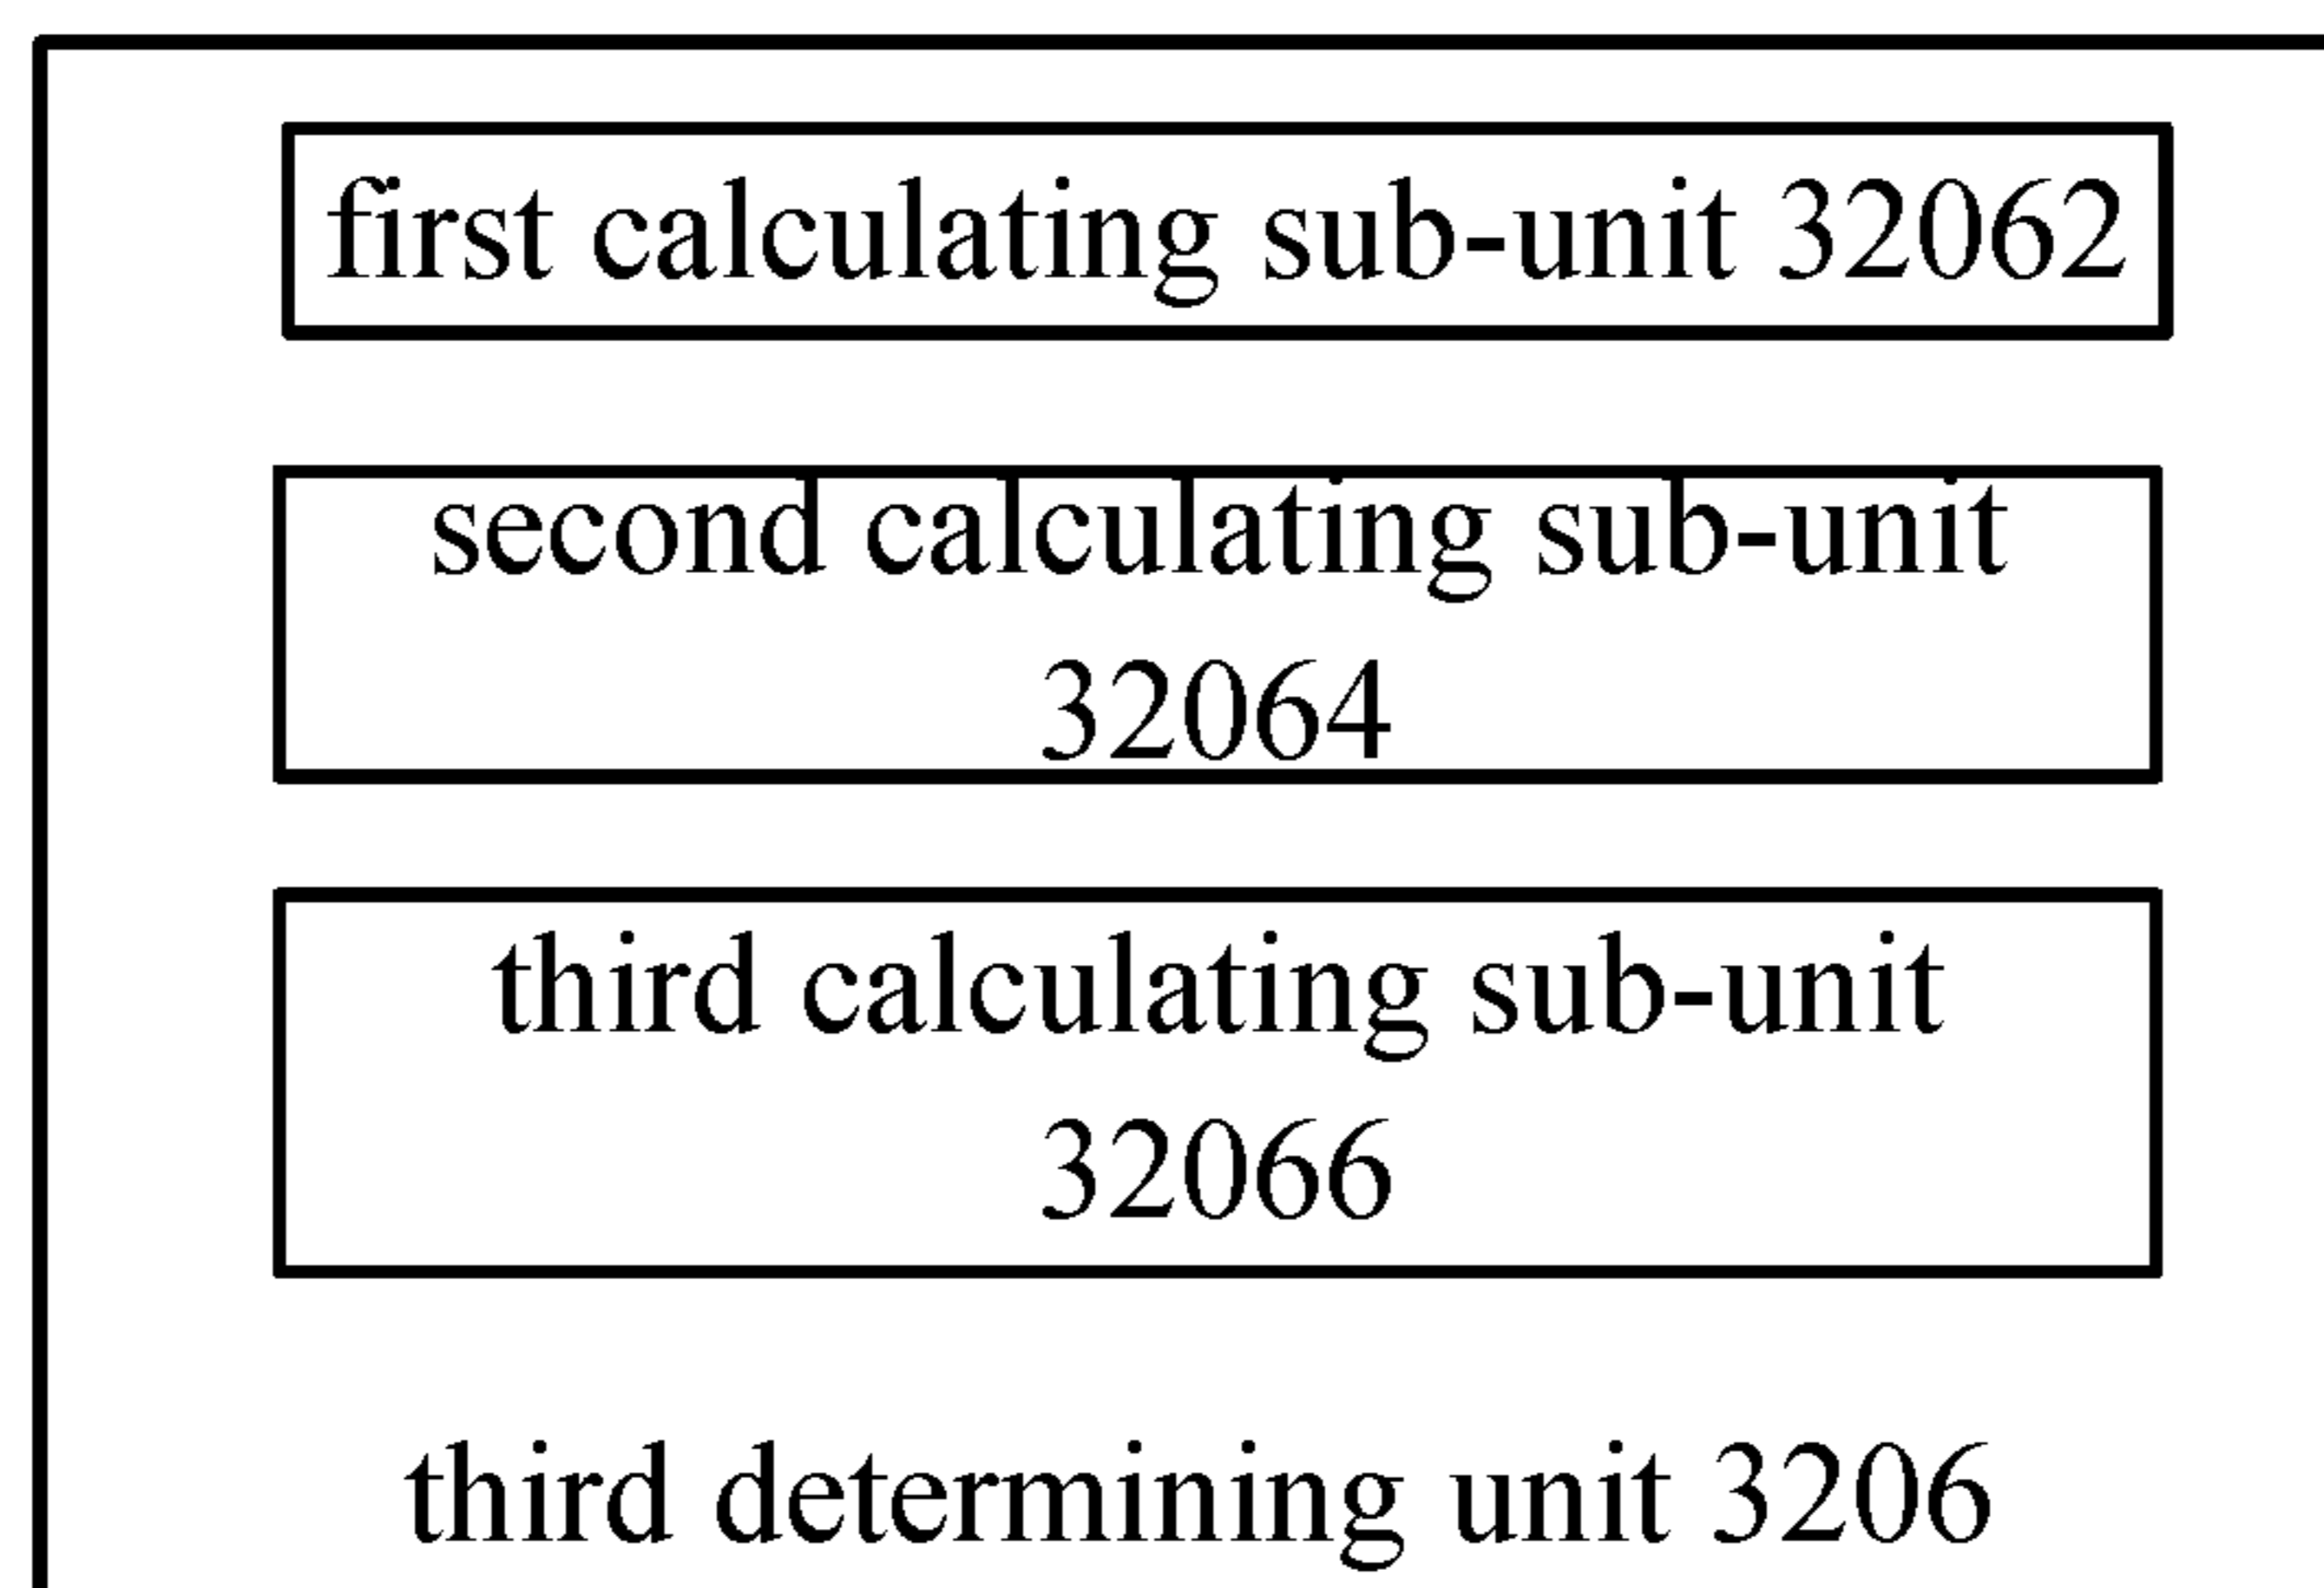 first calculating sub-unit 32062
second calculating sub-unit
32064
third calculating sub-unit
32066
third determining unit 3206